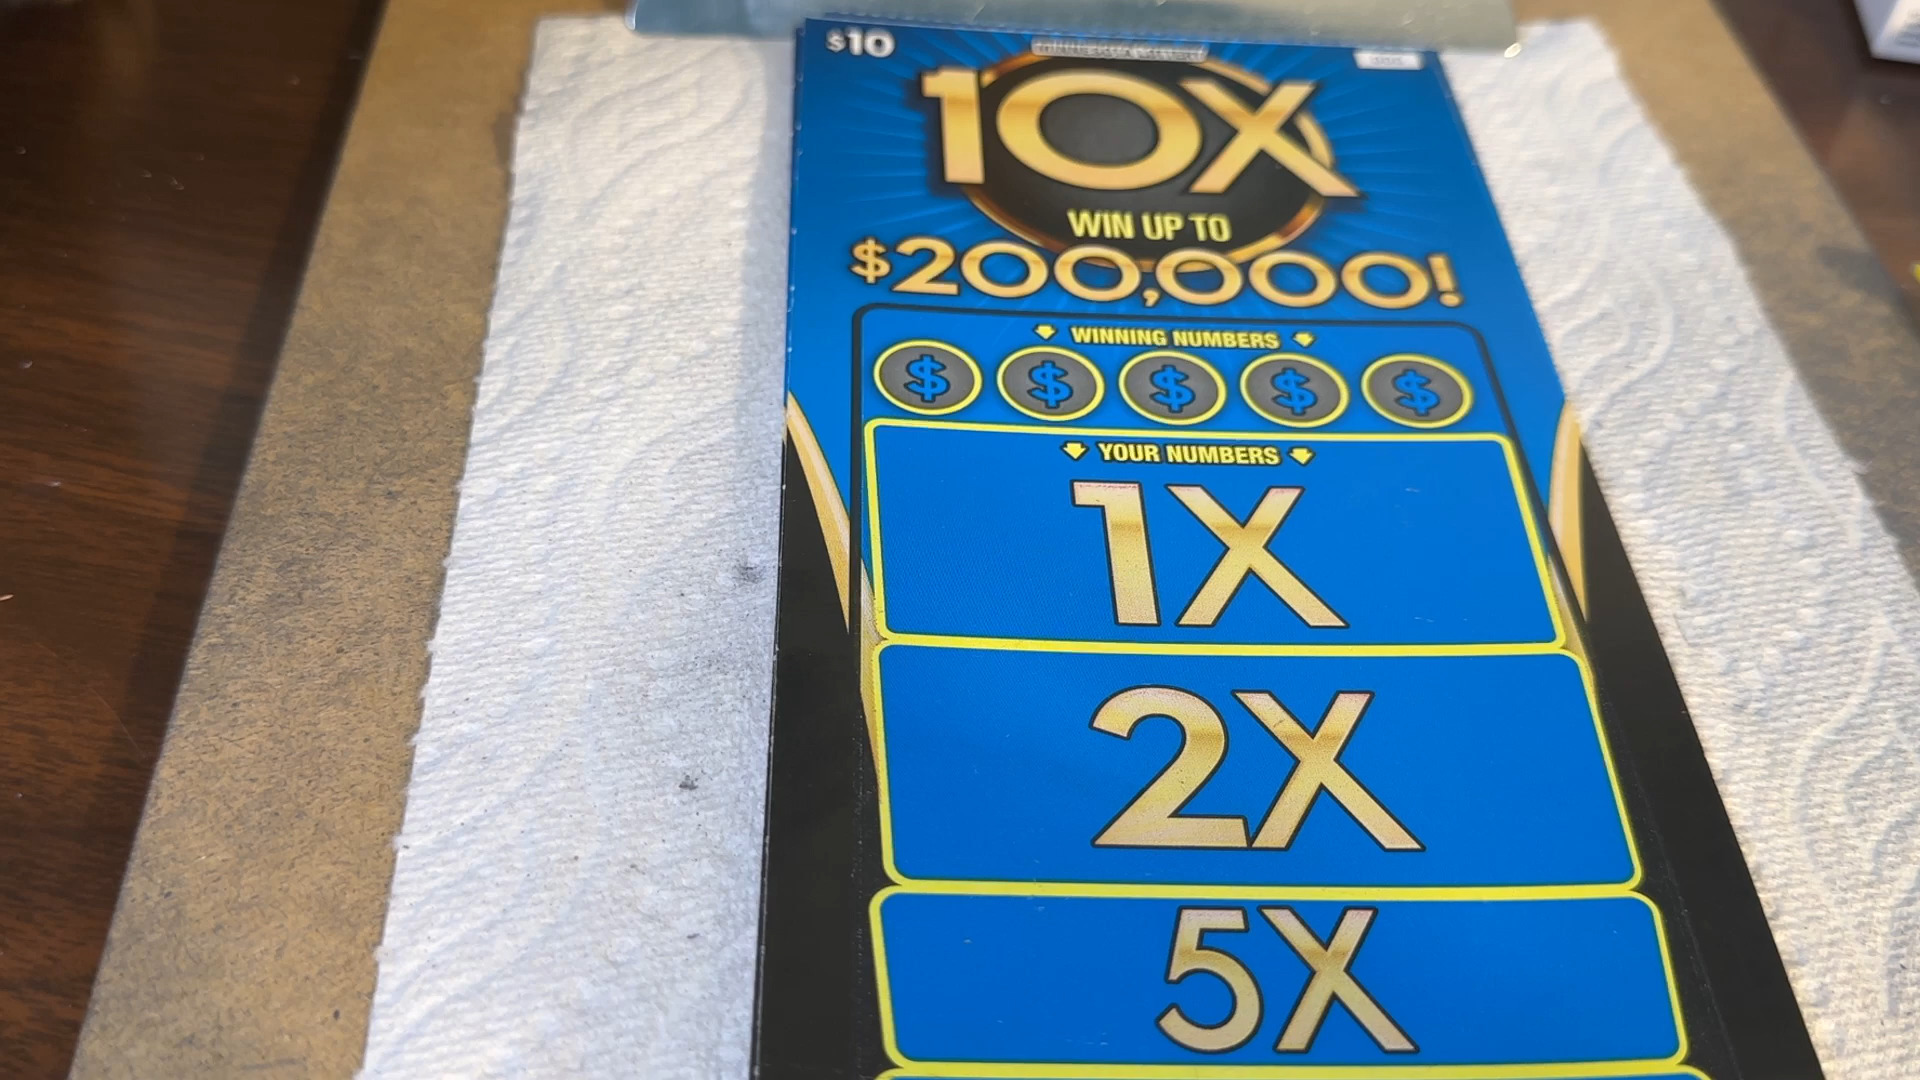 $10
10X
WIN UP TO
$200,000!
WINNING NUMBERS
$ $ $ $ $
YOUR NUMBERS
1X
2X
5X